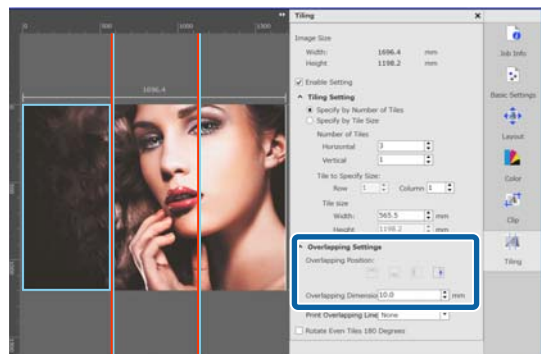 Tiling
0 500 1000 1500
Image Size
Width: 1696.4 mm
Height 1198.2 mm
Job Info
Enable Setting
Basic Settings
1696.4
Tiling Setting
Specify by Number of Tiles
Specify by Tile Size
Number of Tiles
Layout
Horizontal 3
Vertical 1
Tile to Specify Size:
Color
Row 1 Column 1
Tile size
Width: 565.5 mm
Clip
Height 1198.2 mm
Overlapping Settings
Overlapping Position:
Tiling
Overlapping Dimensio 10.0 mm
Print Overlapping Line None
Rotate Even Tiles 180 Degrees